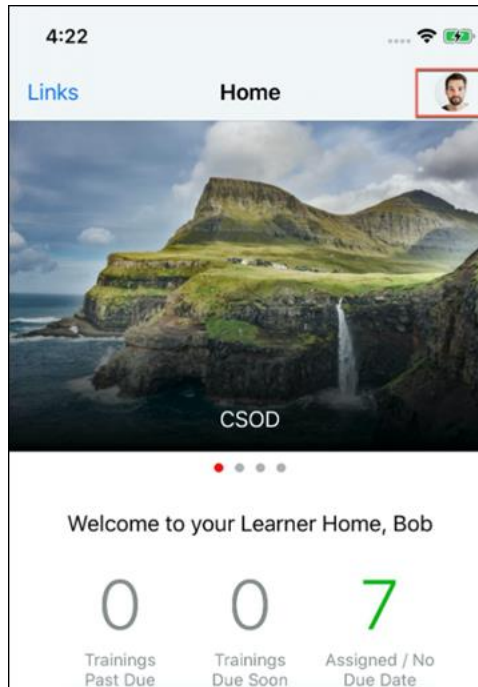 4:22
Links Home
CSOD
Welcome to your Learner Home, Bob
0 0 7
Trainings Trainings Assigned / No
Past Due Due Soon Due Date